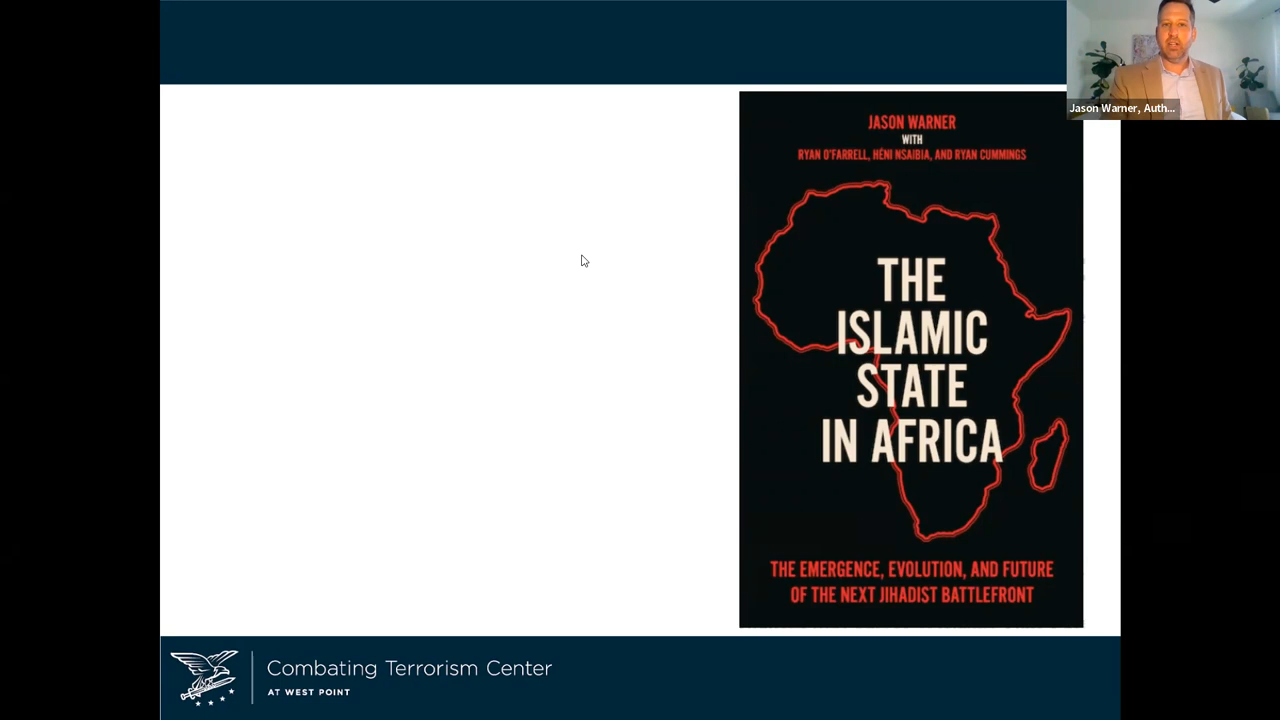 Jason Warner, Auth...
JASON WARNER
WITH
RYAN O'FARRELL, HÉNI NSAIBIA, AND RYAN CUMMINGS
THE
ISLAMIC
STATE
IN AFRICA
THE EMERGENCE, EVOLUTION, AND FUTURE
OF THE NEXT JIHADIST BATTLEFRONT
Combating Terrorism Center
AT WEST POINT